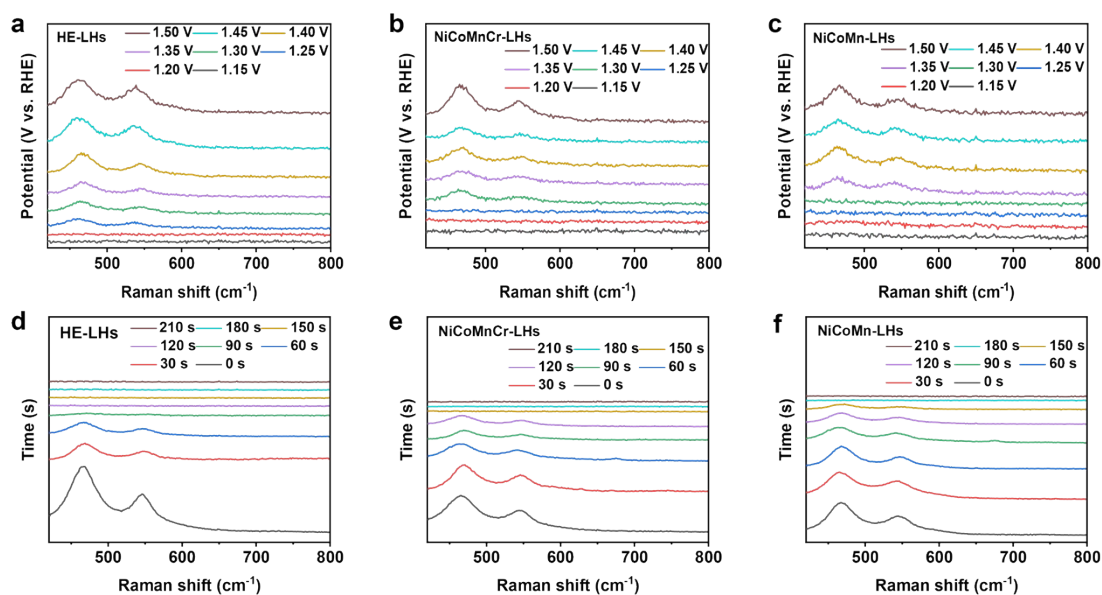 a
HE-LHs
1.50 V 1.45 V 1.40 V
1.35 V 1.30 V 1.25 V
1.20 V 1.15 V
Potential (V vs. RHE)
500 600 700 800
Raman shift (cm⁻¹)
b
NiCoMnCr-LHs
1.50 V 1.45 V 1.40 V
1.35 V 1.30 V 1.25 V
1.20 V 1.15 V
Potential (V vs. RHE)
500 600 700 800
Raman shift (cm⁻¹)
c
NiCoMn-LHs
1.50 V 1.45 V 1.40 V
1.35 V 1.30 V 1.25 V
1.20 V 1.15 V
Potential (V vs. RHE)
500 600 700 800
Raman shift (cm⁻¹)
d
HE-LHs
210 s 180 s 150 s
120 s 90 s 60 s
30 s 0 s
Time (s)
500 600 700 800
Raman shift (cm⁻¹)
e
NiCoMnCr-LHs
210 s 180 s 150 s
120 s 90 s 60 s
30 s 0 s
Time (s)
500 600 700 800
Raman shift (cm⁻¹)
f
NiCoMn-LHs
210 s 180 s 150 s
120 s 90 s 60 s
30 s 0 s
Time (s)
500 600 700 800
Raman shift (cm⁻¹)